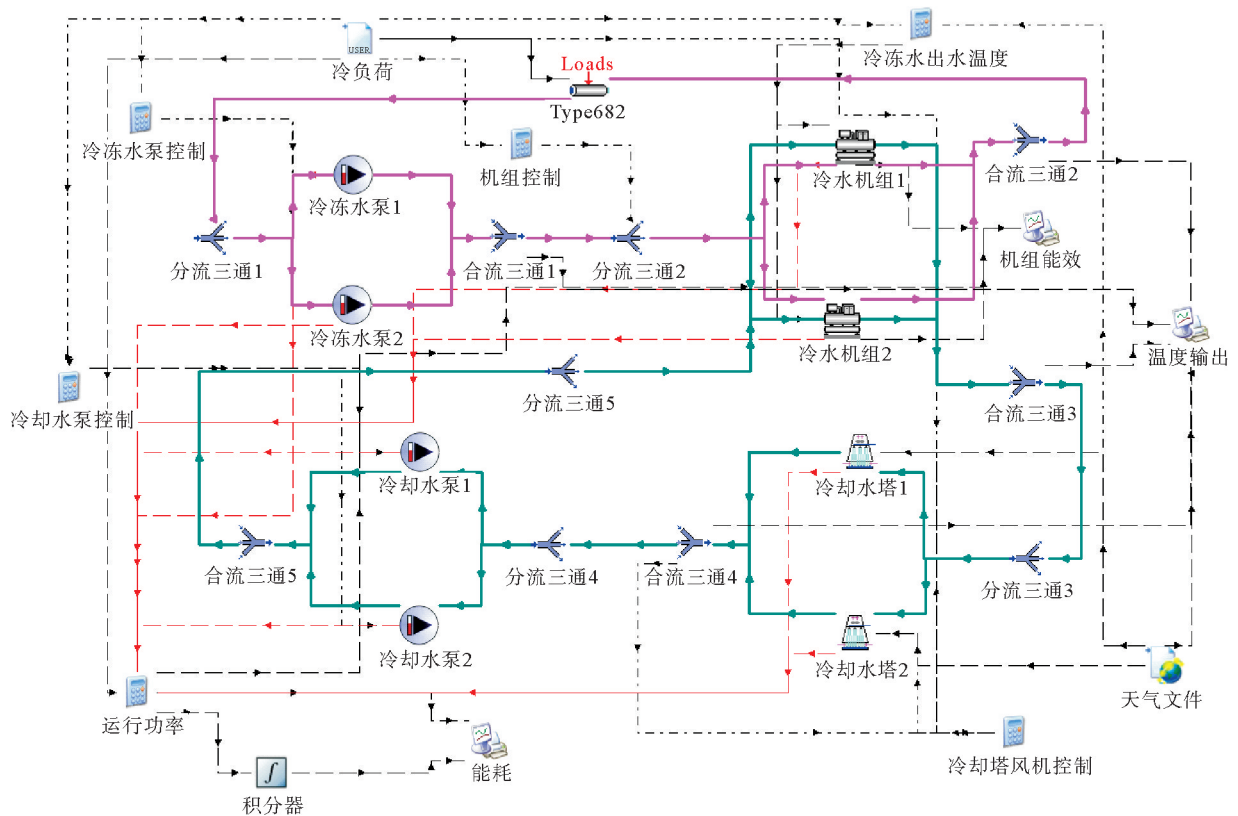 USER
冷负荷
Loads
Type682
冷冻水出水温度
冷冻水泵控制
机组控制
冷水机组1
合流三通2
冷冻水泵1
分流三通1
合流三通1
分流三通2
机组能效
冷冻水泵2
冷水机组2
温度输出
冷却水泵控制
分流三通5
合流三通3
冷却水泵1
冷却水塔1
合流三通5
分流三通4
合流三通4
分流三通3
冷却水泵2
冷却水塔2
天气文件
运行功率
能耗
冷却塔风机控制
积分器